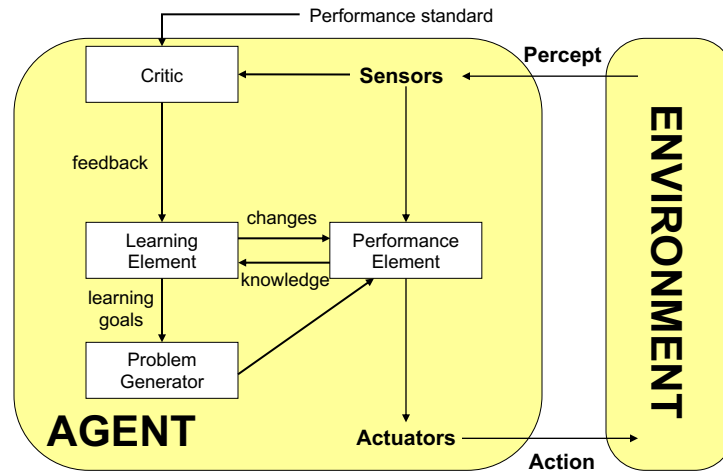 Performance standard
Critic
Sensors
Percept
feedback
changes
Learning
Element
Performance
Element
knowledge
learning
goals
Problem
Generator
AGENT
Actuators
Action
ENVIRONMENT